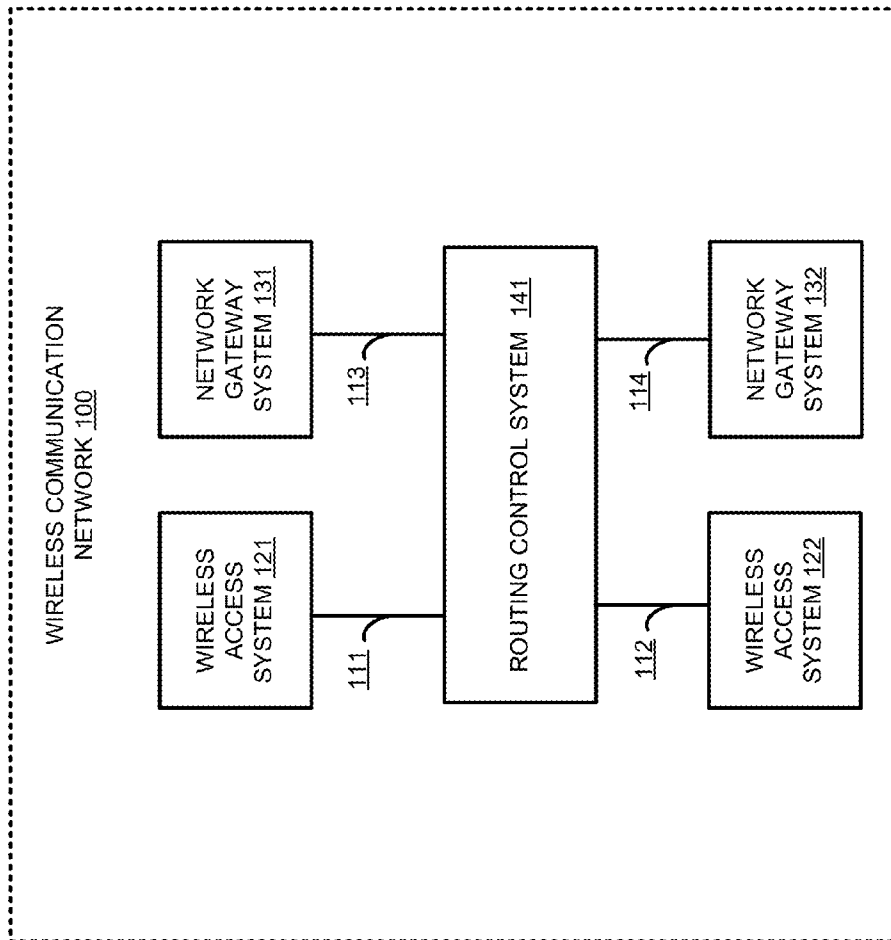 WIRELESS COMMUNICATION
NETWORK 100
WIRELESS
ACCESS
SYSTEM 121
NETWORK
GATEWAY
SYSTEM 131
111
113
ROUTING CONTROL SYSTEM 141
112
114
WIRELESS
ACCESS
SYSTEM 122
NETWORK
GATEWAY
SYSTEM 132